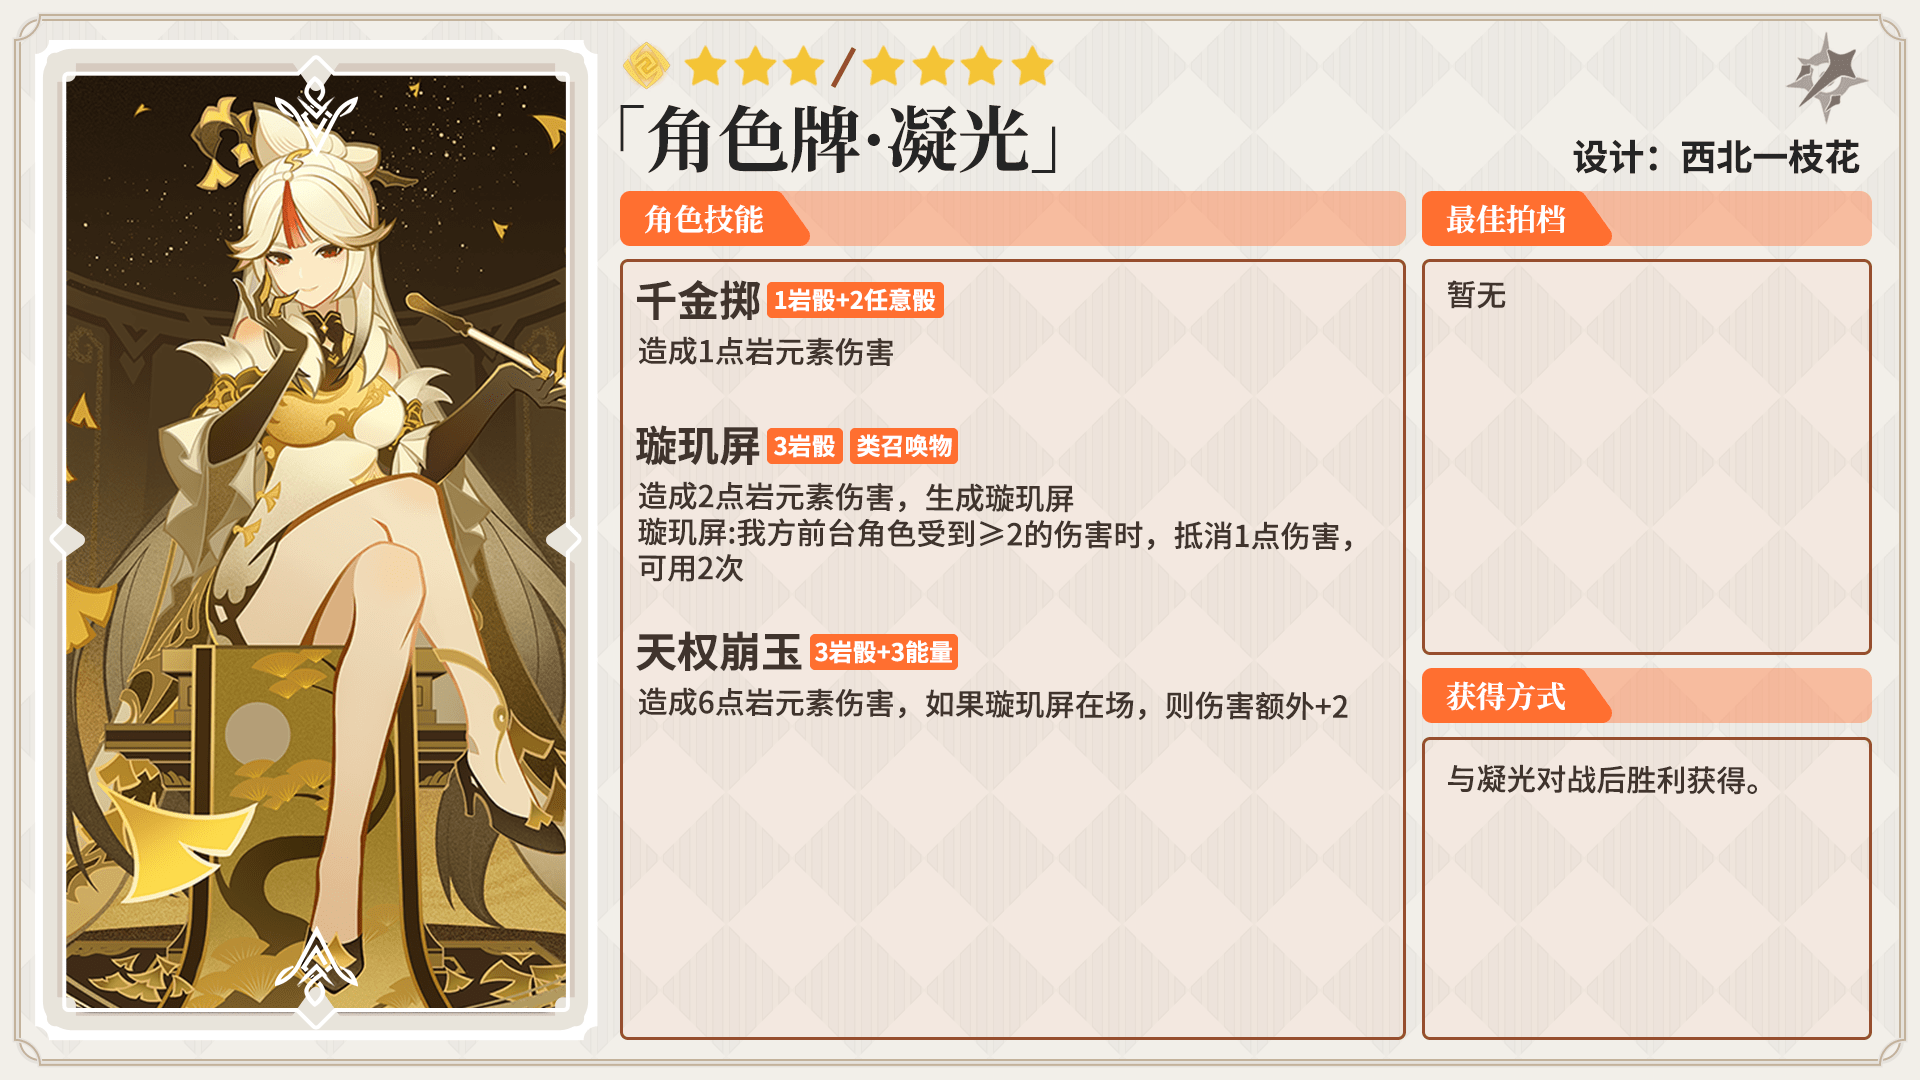 「角色牌·凝光」
设计：西北一枝花
角色技能
千金掷 1岩骰+2任意骰
造成1点岩元素伤害
璇玑屏 3岩骰 类召唤物
造成2点岩元素伤害，生成璇玑屏
璇玑屏:我方前台角色受到≥2的伤害时，抵消1点伤害，
可用2次
天权崩玉 3岩骰+3能量
造成6点岩元素伤害，如果璇玑屏在场，则伤害额外+2
最佳拍档
暂无
获得方式
与凝光对战后胜利获得。